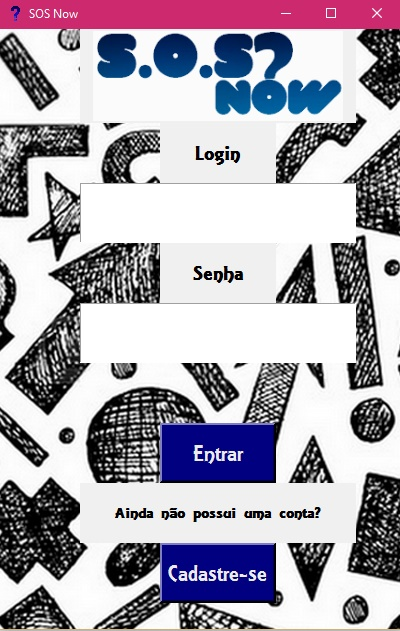 SOS Now
S.O.S?
NOW
Login
Senha
Entrar
Ainda não possui uma conta?
Cadastre-se